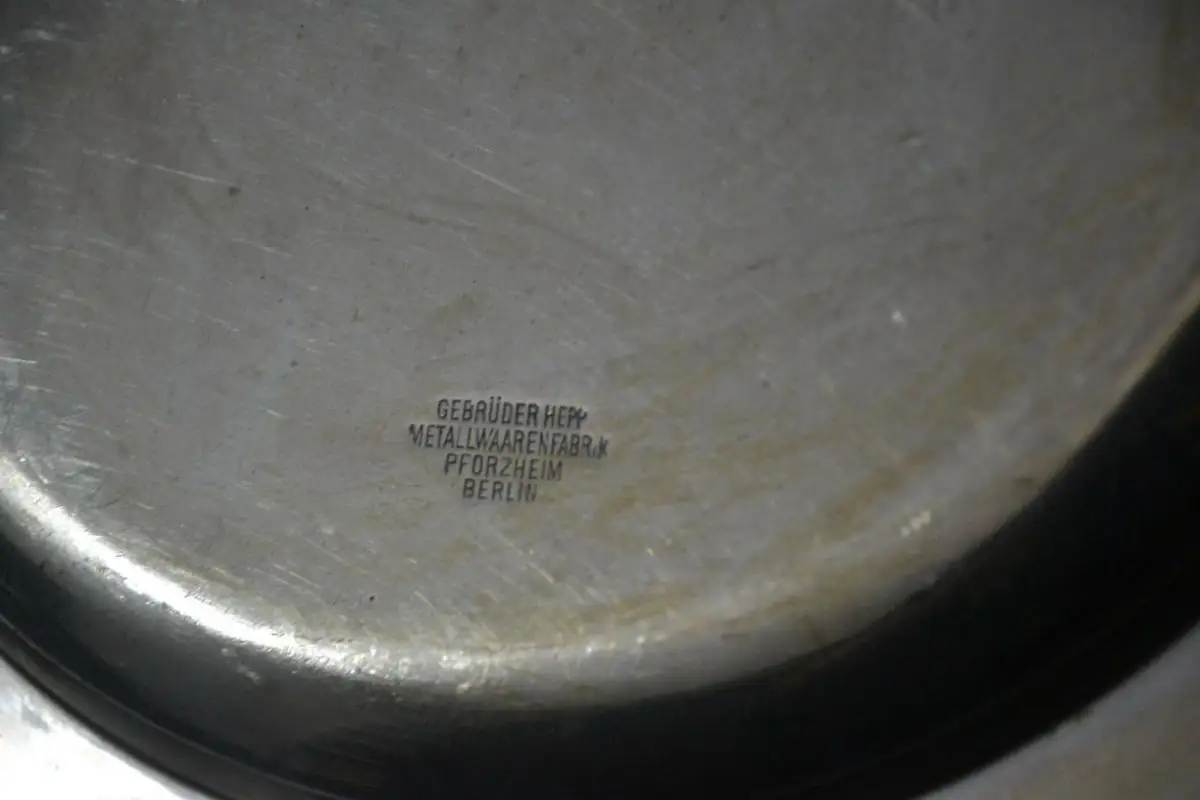 GEBRÜDER HEPP
METALLWAARENFABRIK
PFORZHEIM
BERLIN